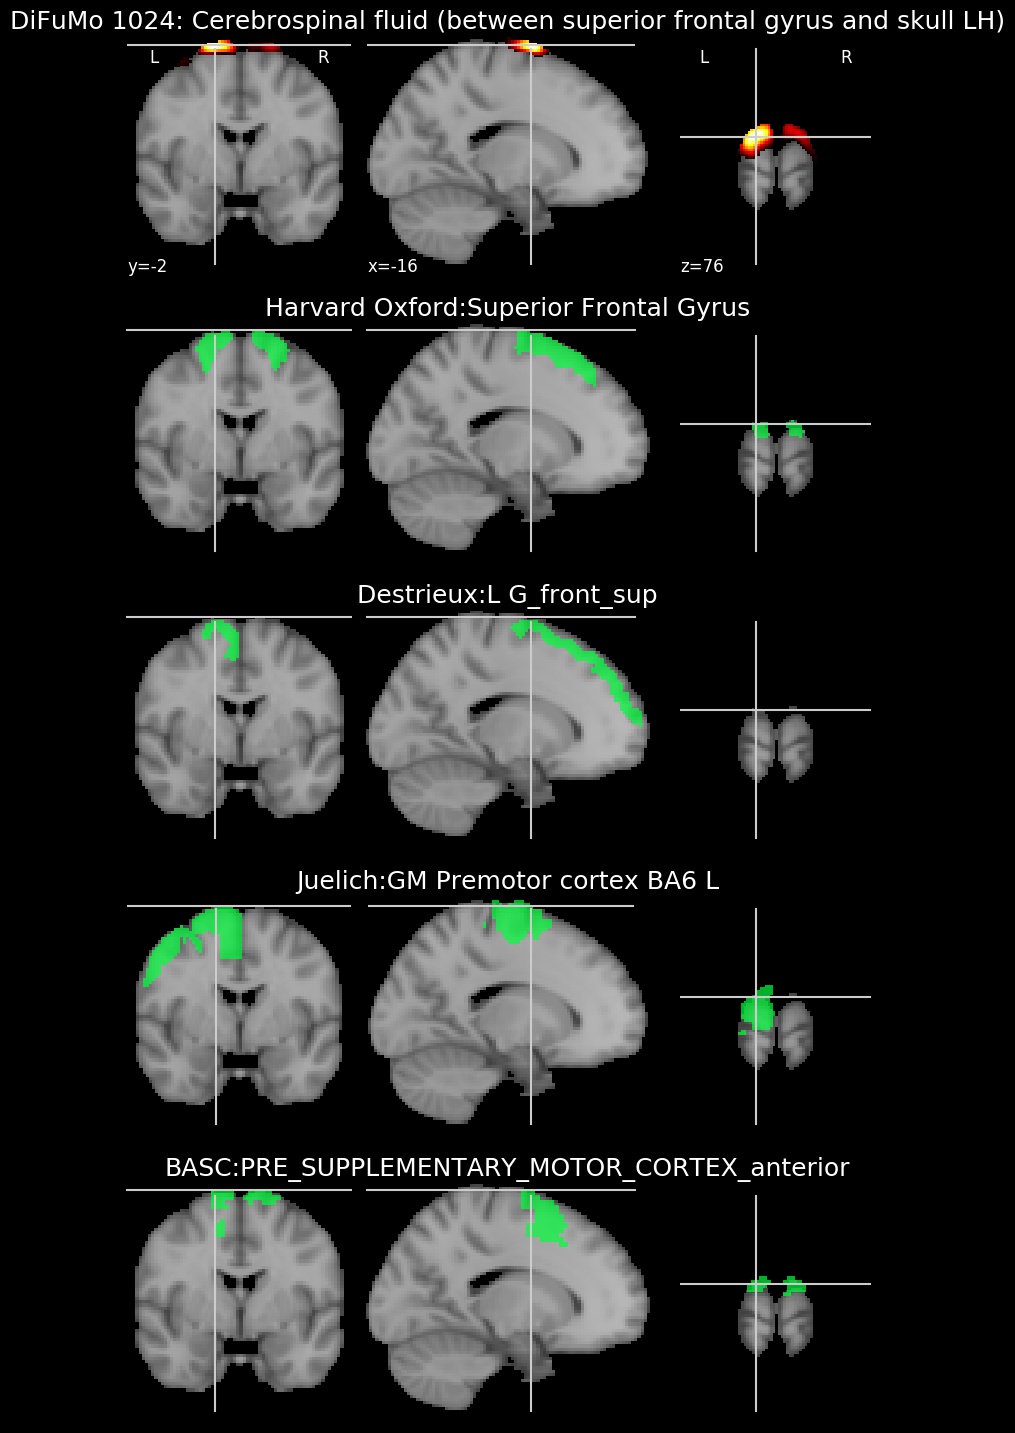 DiFuMo 1024: Cerebrospinal fluid (between superior frontal gyrus and skull LH)
L R L R
y=-2 x=-16 z=76
Harvard Oxford:Superior Frontal Gyrus
Destrieux:L G_front_sup
Juelich:GM Premotor cortex BA6 L
BASC:PRE_SUPPLEMENTARY_MOTOR_CORTEX_anterior